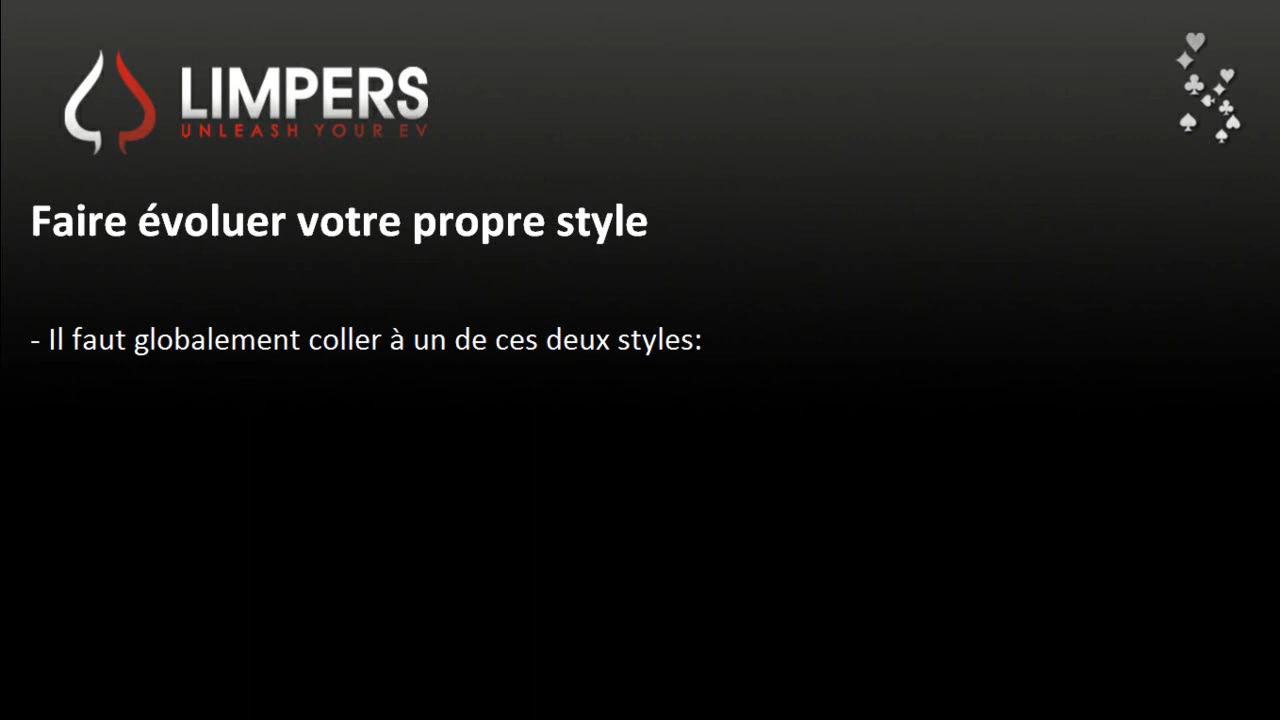 LIMPERS
UNLEASH YOUR EV
Faire évoluer votre propre style
- Il faut globalement coller à un de ces deux styles: